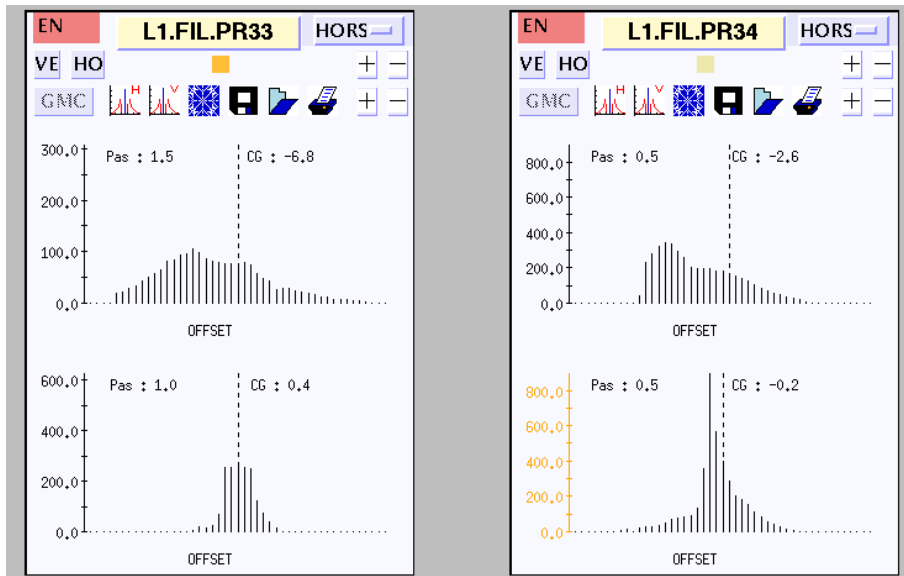 EN L1.FIL.PR33 HORS
VE HO + −
GMC H V + −
300.0 Pas : 1.5 CG : -6.8
200.0
100.0
0.0
OFFSET
600.0 Pas : 1.0 CG : 0.4
400.0
200.0
0.0
OFFSET
EN L1.FIL.PR34 HORS
VE HO + −
GMC H V + −
800.0 Pas : 0.5 CG : -2.6
600.0
400.0
200.0
0.0
OFFSET
800.0 Pas : 0.5 CG : -0.2
600.0
400.0
200.0
0.0
OFFSET